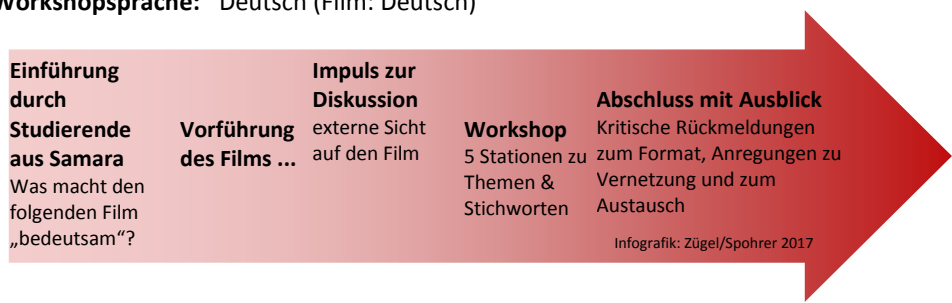 Workshopsprache: Deutsch (Film: Deutsch)
Einführung
durch
Studierende
aus Samara
Was macht den
folgenden Film
„bedeutsam“?
Vorführung
des Films ...
Impuls zur
Diskussion
externe Sicht
auf den Film
Workshop
5 Stationen zu
Themen &
Stichworten
Abschluss mit Ausblick
Kritische Rückmeldungen
zum Format, Anregungen zu
Vernetzung und zum
Austausch
Infografik: Zügel/Spohrer 2017